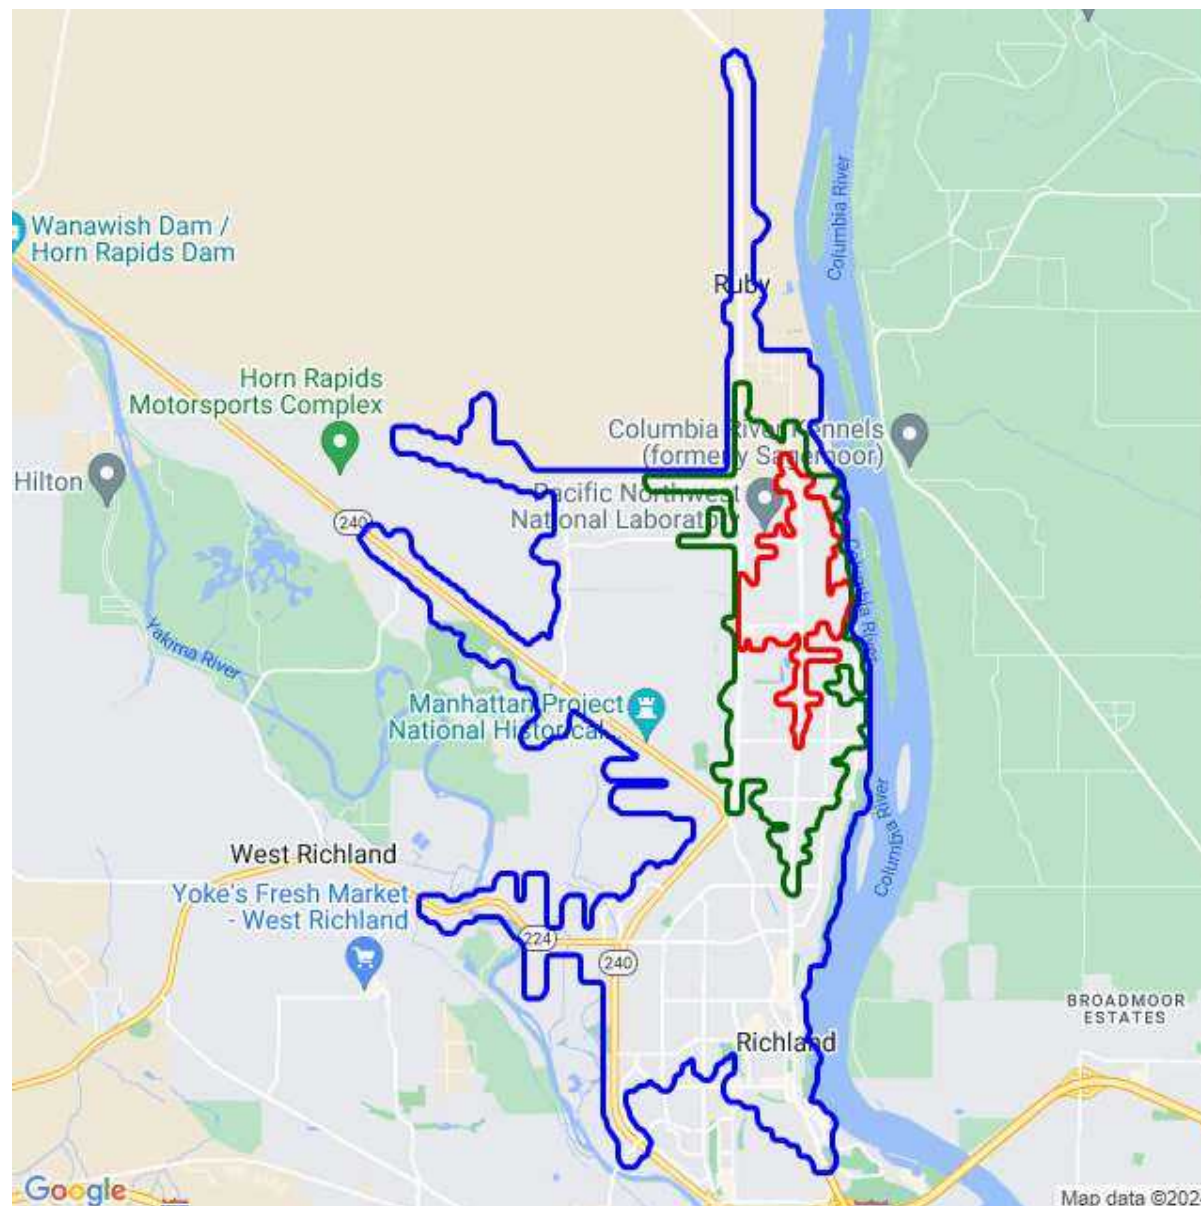 Columbia River
Wanawish Dam /
Horn Rapids Dam
Ruby
Horn Rapids
Motorsports Complex
Columbia River Kennels
(formerly Sagemoor)
Hilton
Pacific Northwest
National Laboratory
240
Columbia River
Yakima River
Manhattan Project
National Historical...
Columbia River
West Richland
Yoke's Fresh Market
- West Richland
224
240
BROADMOOR
ESTATES
Richland
Google
Map data ©202